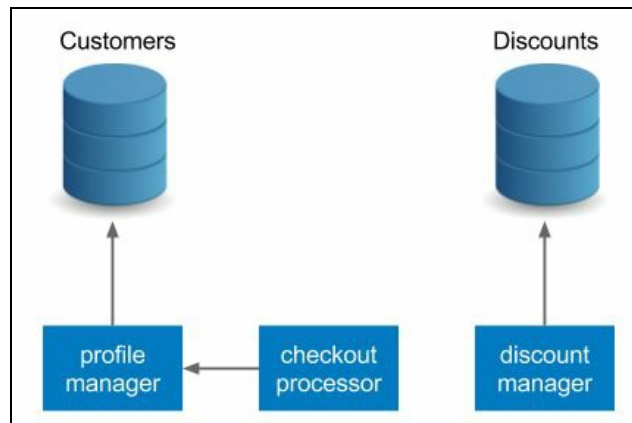 Customers
Discounts
profile
manager
checkout
processor
discount
manager